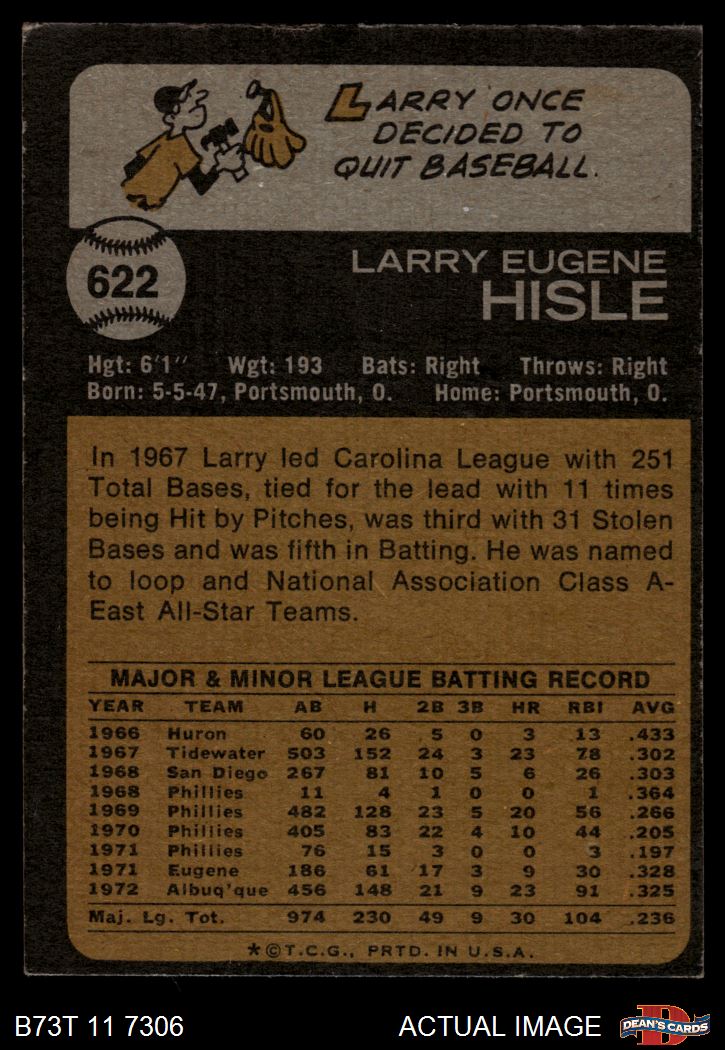 LARRY ONCE
DECIDED TO
QUIT BASEBALL.
622
LARRY EUGENE
HISLE
Hgt: 6'1" Wgt: 193 Bats: Right Throws: Right
Born: 5-5-47, Portsmouth, O. Home: Portsmouth, O.
In 1967 Larry led Carolina League with 251
Total Bases, tied for the lead with 11 times
being Hit by Pitches, was third with 31 Stolen
Bases and was fifth in Batting. He was named
to loop and National Association Class A-
East All-Star Teams.
MAJOR & MINOR LEAGUE BATTING RECORD
YEAR TEAM AB H 2B 3B HR RBI AVG
1966 Huron 60 26 5 0 3 13 .433
1967 Tidewater 503 152 24 3 23 78 .302
1968 San Diego 267 81 10 5 6 26 .303
1968 Phillies 11 4 1 0 0 1 .364
1969 Phillies 482 128 23 5 20 56 .266
1970 Phillies 405 83 22 4 10 44 .205
1971 Phillies 76 15 3 0 0 3 .197
1971 Eugene 186 61 17 3 9 30 .328
1972 Albuq'que 456 148 21 9 23 91 .325
Maj. Lg. Tot. 974 230 49 9 30 104 .236
*©T.C.G., PRTD. IN U.S.A.
B73T 11 7306 ACTUAL IMAGE D DEAN'S CARDS